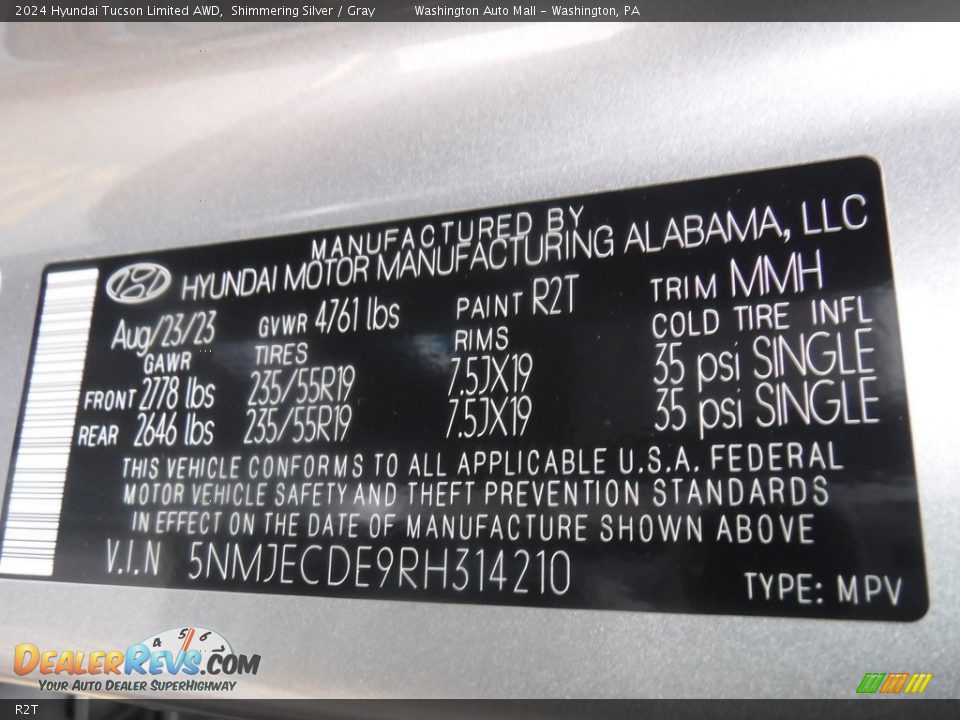 2024 Hyundai Tucson Limited AWD, Shimmering Silver / Gray Washington Auto Mall - Washington, PA
MANUFACTURED BY
HYUNDAI MOTOR MANUFACTURING ALABAMA, LLC
Aug/23/23 GVWR 4761 lbs PAINT R2T TRIM MMH
GAWR TIRES RIMS COLD TIRE INFL
FRONT 2778 lbs 235/55R19 7.5JX19 35 psi SINGLE
REAR 2646 lbs 235/55R19 7.5JX19 35 psi SINGLE
THIS VEHICLE CONFORMS TO ALL APPLICABLE U.S.A. FEDERAL
MOTOR VEHICLE SAFETY AND THEFT PREVENTION STANDARDS
IN EFFECT ON THE DATE OF MANUFACTURE SHOWN ABOVE
V.I.N 5NMJECDE9RH314210
TYPE: MPV
4 5 6
DEALERREVS.COM
YOUR AUTO DEALER SUPERHIGHWAY
R2T